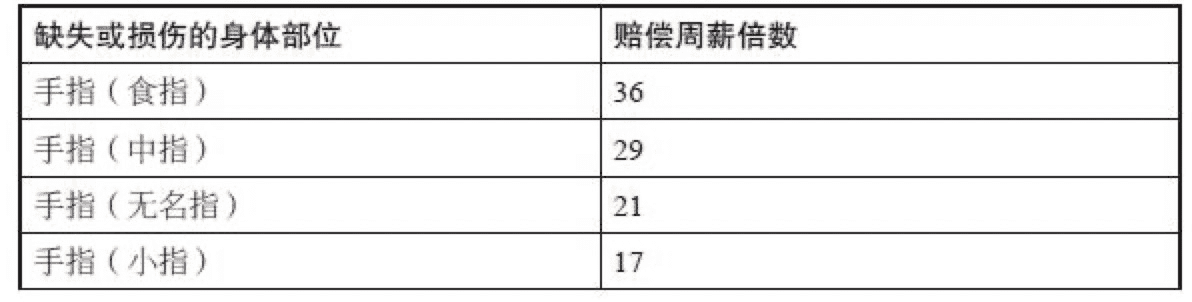 缺失或损伤的身体部位 赔偿周薪倍数
手指（食指） 36
手指（中指） 29
手指（无名指） 21
手指（小指） 17